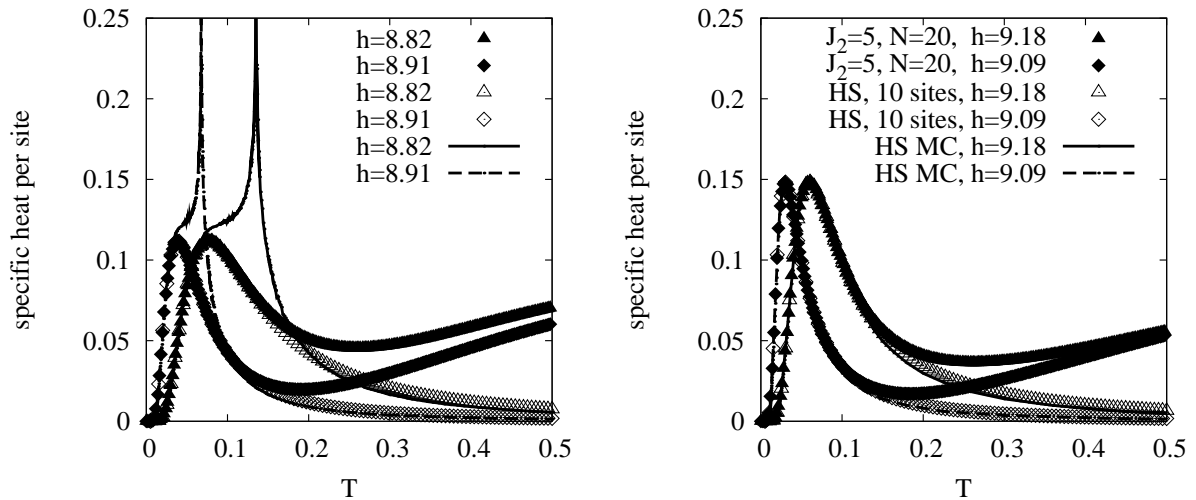 0.25
0.2
0.15
0.1
0.05
0
0 0.1 0.2 0.3 0.4 0.5
T
specific heat per site
h=8.82
h=8.91
h=8.82
h=8.91
h=8.82
h=8.91
0.25
0.2
0.15
0.1
0.05
0
0 0.1 0.2 0.3 0.4 0.5
T
specific heat per site
J2=5, N=20, h=9.18
J2=5, N=20, h=9.09
HS, 10 sites, h=9.18
HS, 10 sites, h=9.09
HS MC, h=9.18
HS MC, h=9.09